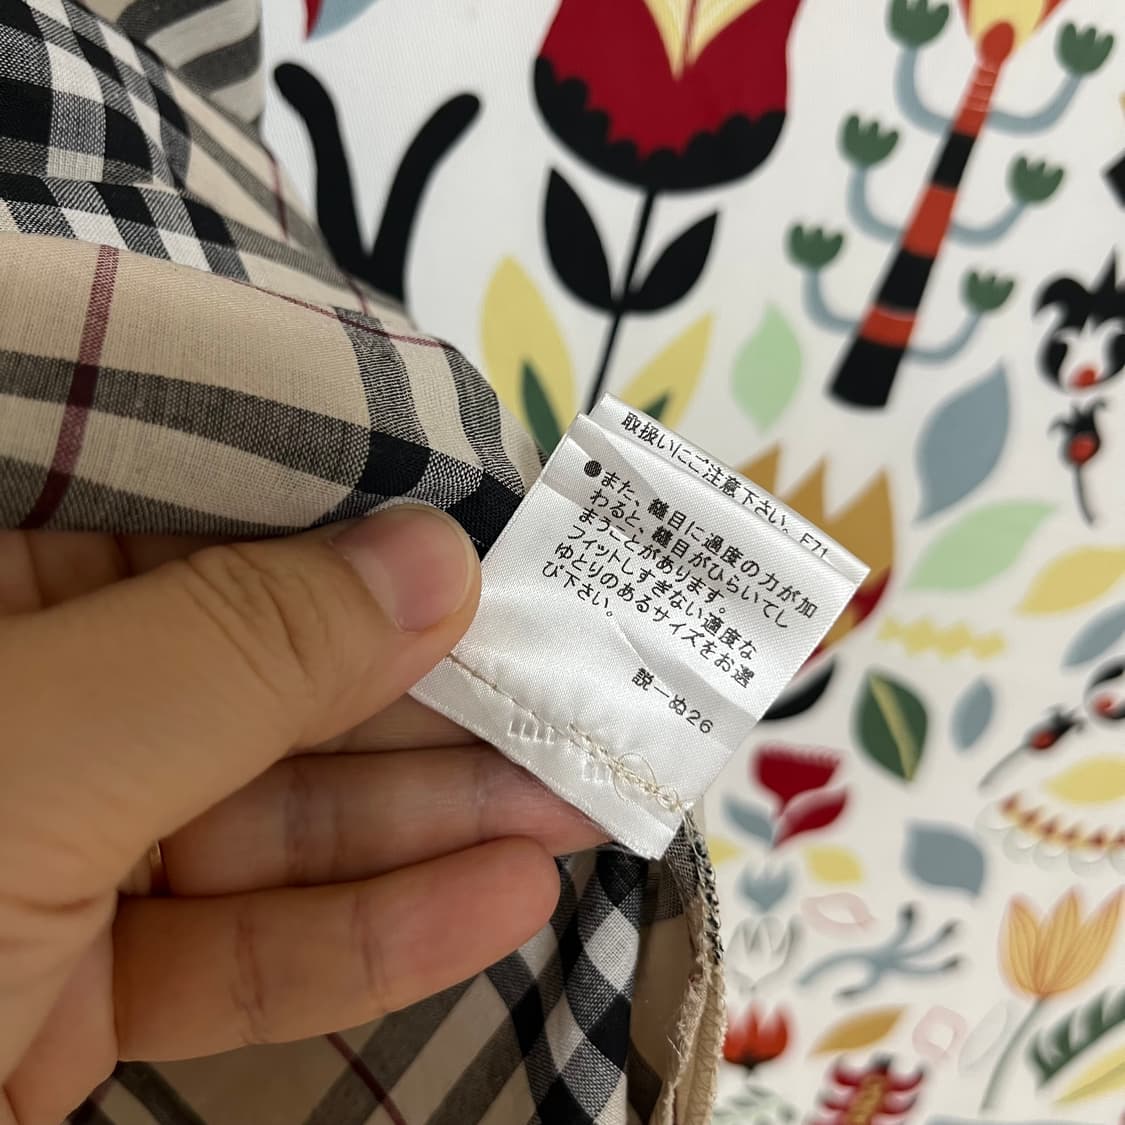 取扱いにご注意下さい。 F71
●また、縫目に過度の力が加
わると、縫目がひらいてし
まうことがあります。
フィットしすぎない適度な
ゆとりのあるサイズをお選
び下さい。
説ーぬ26